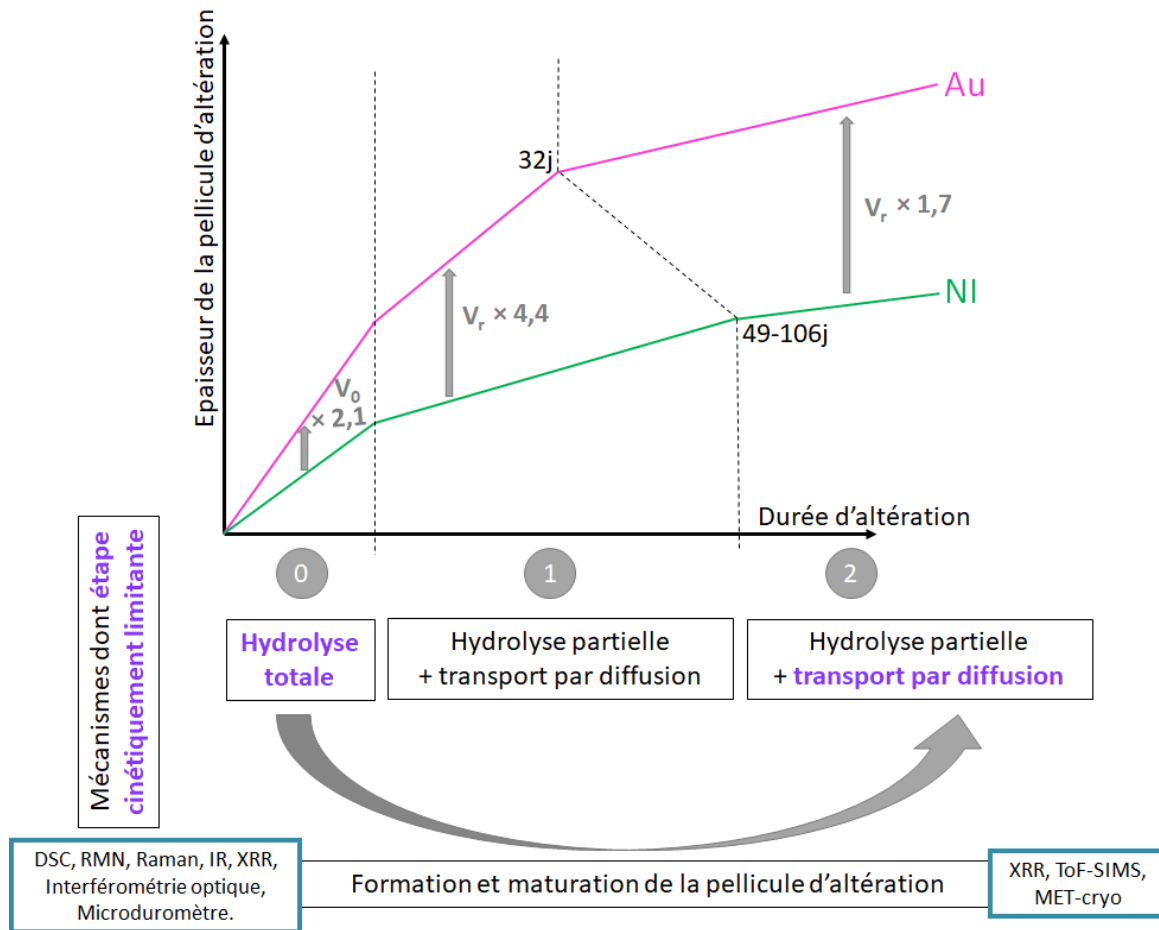 Epaisseur de la pellicule d'altération
Au
32j
V_r × 1,7
V_r × 4,4
NI
49-106j
V_0
× 2,1
Durée d'altération
0
1
2
Mécanismes dont étape
cinétiquement limitante
Hydrolyse
totale
Hydrolyse partielle
+ transport par diffusion
Hydrolyse partielle
+ transport par diffusion
DSC, RMN, Raman, IR, XRR,
Interférométrie optique,
Microduromètre.
Formation et maturation de la pellicule d'altération
XRR, ToF-SIMS,
MET-cryo